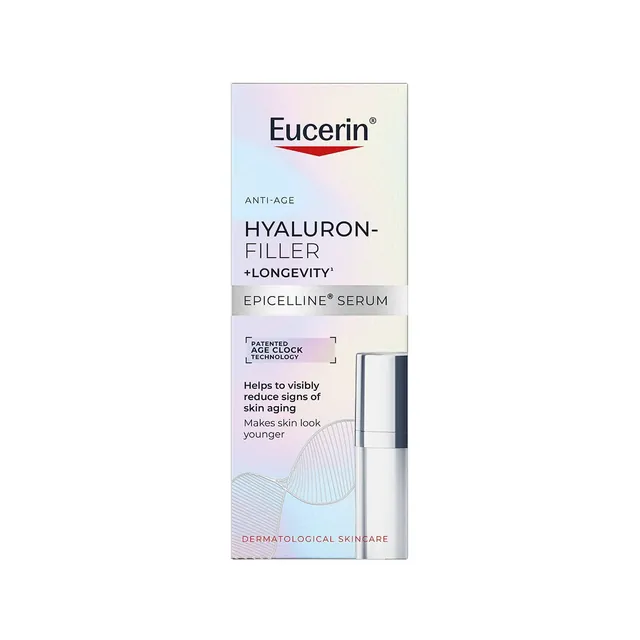 Eucerin®
ANTI-AGE
HYALURON-
FILLER
+LONGEVITY¹
EPICELLINE® SERUM
PATENTED
AGE CLOCK
TECHNOLOGY
Helps to visibly
reduce signs of
skin aging
Makes skin look
younger
DERMATOLOGICAL SKINCARE